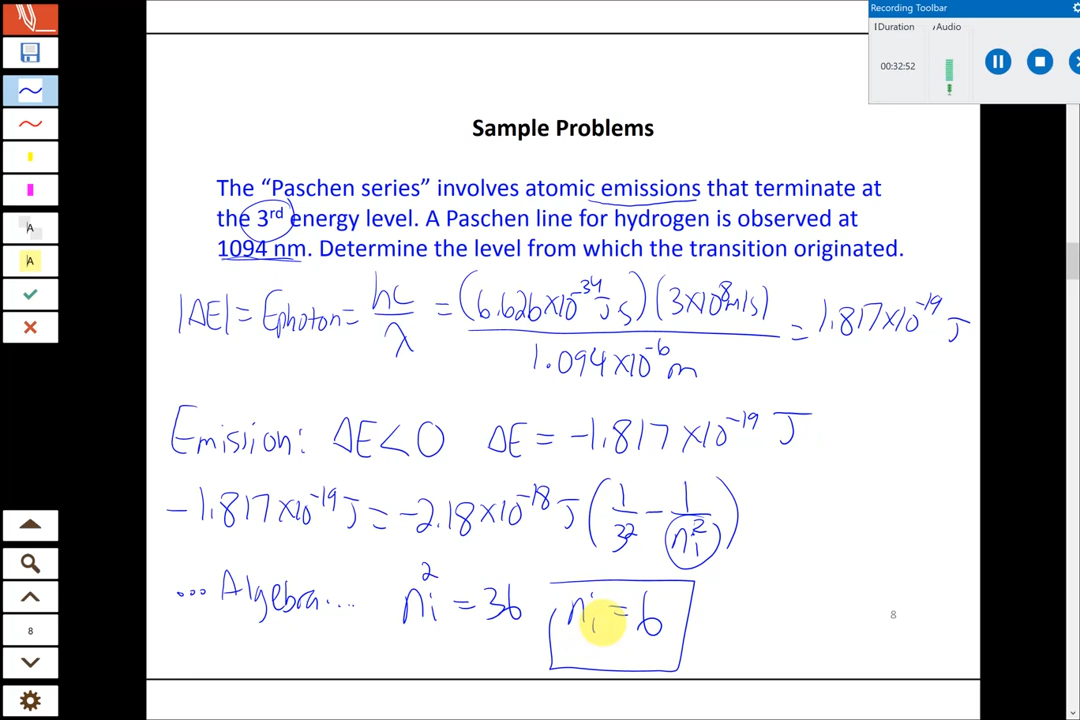 Recording Toolbar
Duration
Audio
00:32:52
Sample Problems
The “Paschen series” involves atomic emissions that terminate at
the 3rd energy level. A Paschen line for hydrogen is observed at
1094 nm. Determine the level from which the transition originated.
|ΔE| = Ephoton = hc/λ = (6.626×10⁻³⁴ J s)(3×10⁸ m/s) / 1.094×10⁻⁶ m = 1.817×10⁻¹⁹ J
Emission: ΔE < 0 ΔE = -1.817 ×10⁻¹⁹ J
-1.817×10⁻¹⁹ J = -2.18×10⁻¹⁸ J (1/3² - 1/nᵢ²)
... Algebra.... nᵢ² = 36 nᵢ = 6
A
A
8
8